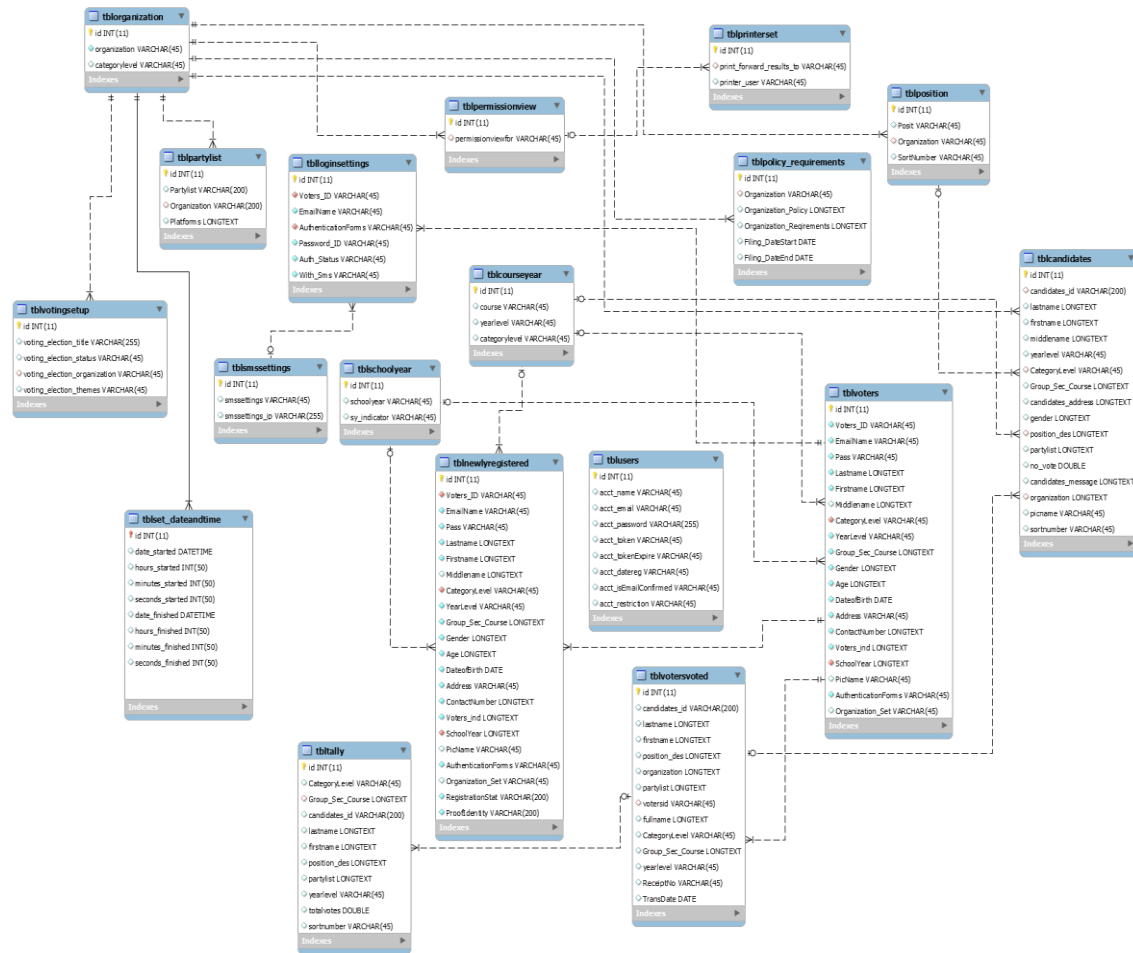 tblorganization
id INT(11)
organization VARCHAR(45)
categorylevel VARCHAR(45)
Indexes
tblprinterset
id INT(11)
print_forward_results_to VARCHAR(45)
printer_user VARCHAR(45)
Indexes
tblposition
id INT(11)
Posit VARCHAR(45)
Organization VARCHAR(45)
SortNumber VARCHAR(45)
Indexes
tblpermissionview
id INT(11)
permissionviewfor VARCHAR(45)
Indexes
tblpartylist
id INT(11)
Partylist VARCHAR(200)
Organization VARCHAR(200)
Platforms LONGTEXT
Indexes
tblloginsettings
id INT(11)
Voters_ID VARCHAR(45)
EmailName VARCHAR(45)
AuthenticationForms VARCHAR(45)
Password_ID VARCHAR(45)
Auth_Status VARCHAR(45)
With_Sms VARCHAR(45)
Indexes
tblpolicy_requirements
id INT(11)
Organization VARCHAR(45)
Organization_Policy LONGTEXT
Organization_Reqirements LONGTEXT
Filing_DateStart DATE
Filing_DateEnd DATE
Indexes
tblcandidates
id INT(11)
candidates_id VARCHAR(200)
lastname LONGTEXT
firstname LONGTEXT
middlename LONGTEXT
yearlevel VARCHAR(45)
CategoryLevel VARCHAR(45)
Group_Sec_Course LONGTEXT
candidates_address LONGTEXT
gender LONGTEXT
position_des LONGTEXT
partylist LONGTEXT
no_vote DOUBLE
candidates_message LONGTEXT
organization LONGTEXT
picname VARCHAR(45)
sortnumber VARCHAR(45)
Indexes
tblcourseyear
id INT(11)
course VARCHAR(45)
yearlevel VARCHAR(45)
categorylevel VARCHAR(45)
Indexes
tblvotingsetup
id INT(11)
voting_election_title VARCHAR(255)
voting_election_status VARCHAR(45)
voting_election_organization VARCHAR(45)
voting_election_themes VARCHAR(45)
Indexes
tblsmssettings
id INT(11)
smssettings VARCHAR(45)
smssettings_ip VARCHAR(255)
Indexes
tblschoolyear
id INT(11)
schoolyear VARCHAR(45)
sy_indicator VARCHAR(45)
Indexes
tblvoters
id INT(11)
Voters_ID VARCHAR(45)
EmailName VARCHAR(45)
Pass VARCHAR(45)
Lastname LONGTEXT
Firstname LONGTEXT
Middlename LONGTEXT
CategoryLevel VARCHAR(45)
YearLevel VARCHAR(45)
Group_Sec_Course LONGTEXT
Gender LONGTEXT
Age LONGTEXT
DateofBirth DATE
Address VARCHAR(45)
ContactNumber LONGTEXT
Voters_ind LONGTEXT
SchoolYear LONGTEXT
PicName VARCHAR(45)
AuthenticationForms VARCHAR(45)
Organization_Set VARCHAR(45)
Indexes
tblnewlyregistered
id INT(11)
Voters_ID VARCHAR(45)
EmailName VARCHAR(45)
Pass VARCHAR(45)
Lastname LONGTEXT
Firstname LONGTEXT
Middlename LONGTEXT
CategoryLevel VARCHAR(45)
YearLevel VARCHAR(45)
Group_Sec_Course LONGTEXT
Gender LONGTEXT
Age LONGTEXT
DateofBirth DATE
Address VARCHAR(45)
ContactNumber LONGTEXT
Voters_ind LONGTEXT
SchoolYear LONGTEXT
PicName VARCHAR(45)
AuthenticationForms VARCHAR(45)
Organization_Set VARCHAR(45)
RegistrationStat VARCHAR(200)
ProofIdentity VARCHAR(200)
Indexes
tblusers
id INT(11)
acct_name VARCHAR(45)
acct_email VARCHAR(45)
acct_password VARCHAR(255)
acct_token VARCHAR(45)
acct_tokenExpire VARCHAR(45)
acct_datereg VARCHAR(45)
acct_isEmailConfirmed VARCHAR(45)
acct_restriction VARCHAR(45)
Indexes
tblset_dateandtime
id INT(11)
date_started DATETIME
hours_started INT(50)
minutes_started INT(50)
seconds_started INT(50)
date_finished DATETIME
hours_finished INT(50)
minutes_finished INT(50)
seconds_finished INT(50)
Indexes
tblvotersvoted
id INT(11)
candidates_id VARCHAR(200)
lastname LONGTEXT
firstname LONGTEXT
position_des LONGTEXT
organization LONGTEXT
partylist LONGTEXT
votersid VARCHAR(45)
fullname LONGTEXT
CategoryLevel VARCHAR(45)
Group_Sec_Course LONGTEXT
yearlevel VARCHAR(45)
ReceiptNo VARCHAR(45)
TransDate DATE
Indexes
tbltally
id INT(11)
CategoryLevel VARCHAR(45)
Group_Sec_Course LONGTEXT
candidates_id VARCHAR(200)
lastname LONGTEXT
firstname LONGTEXT
position_des LONGTEXT
partylist LONGTEXT
yearlevel VARCHAR(45)
totalvotes DOUBLE
sortnumber VARCHAR(45)
Indexes